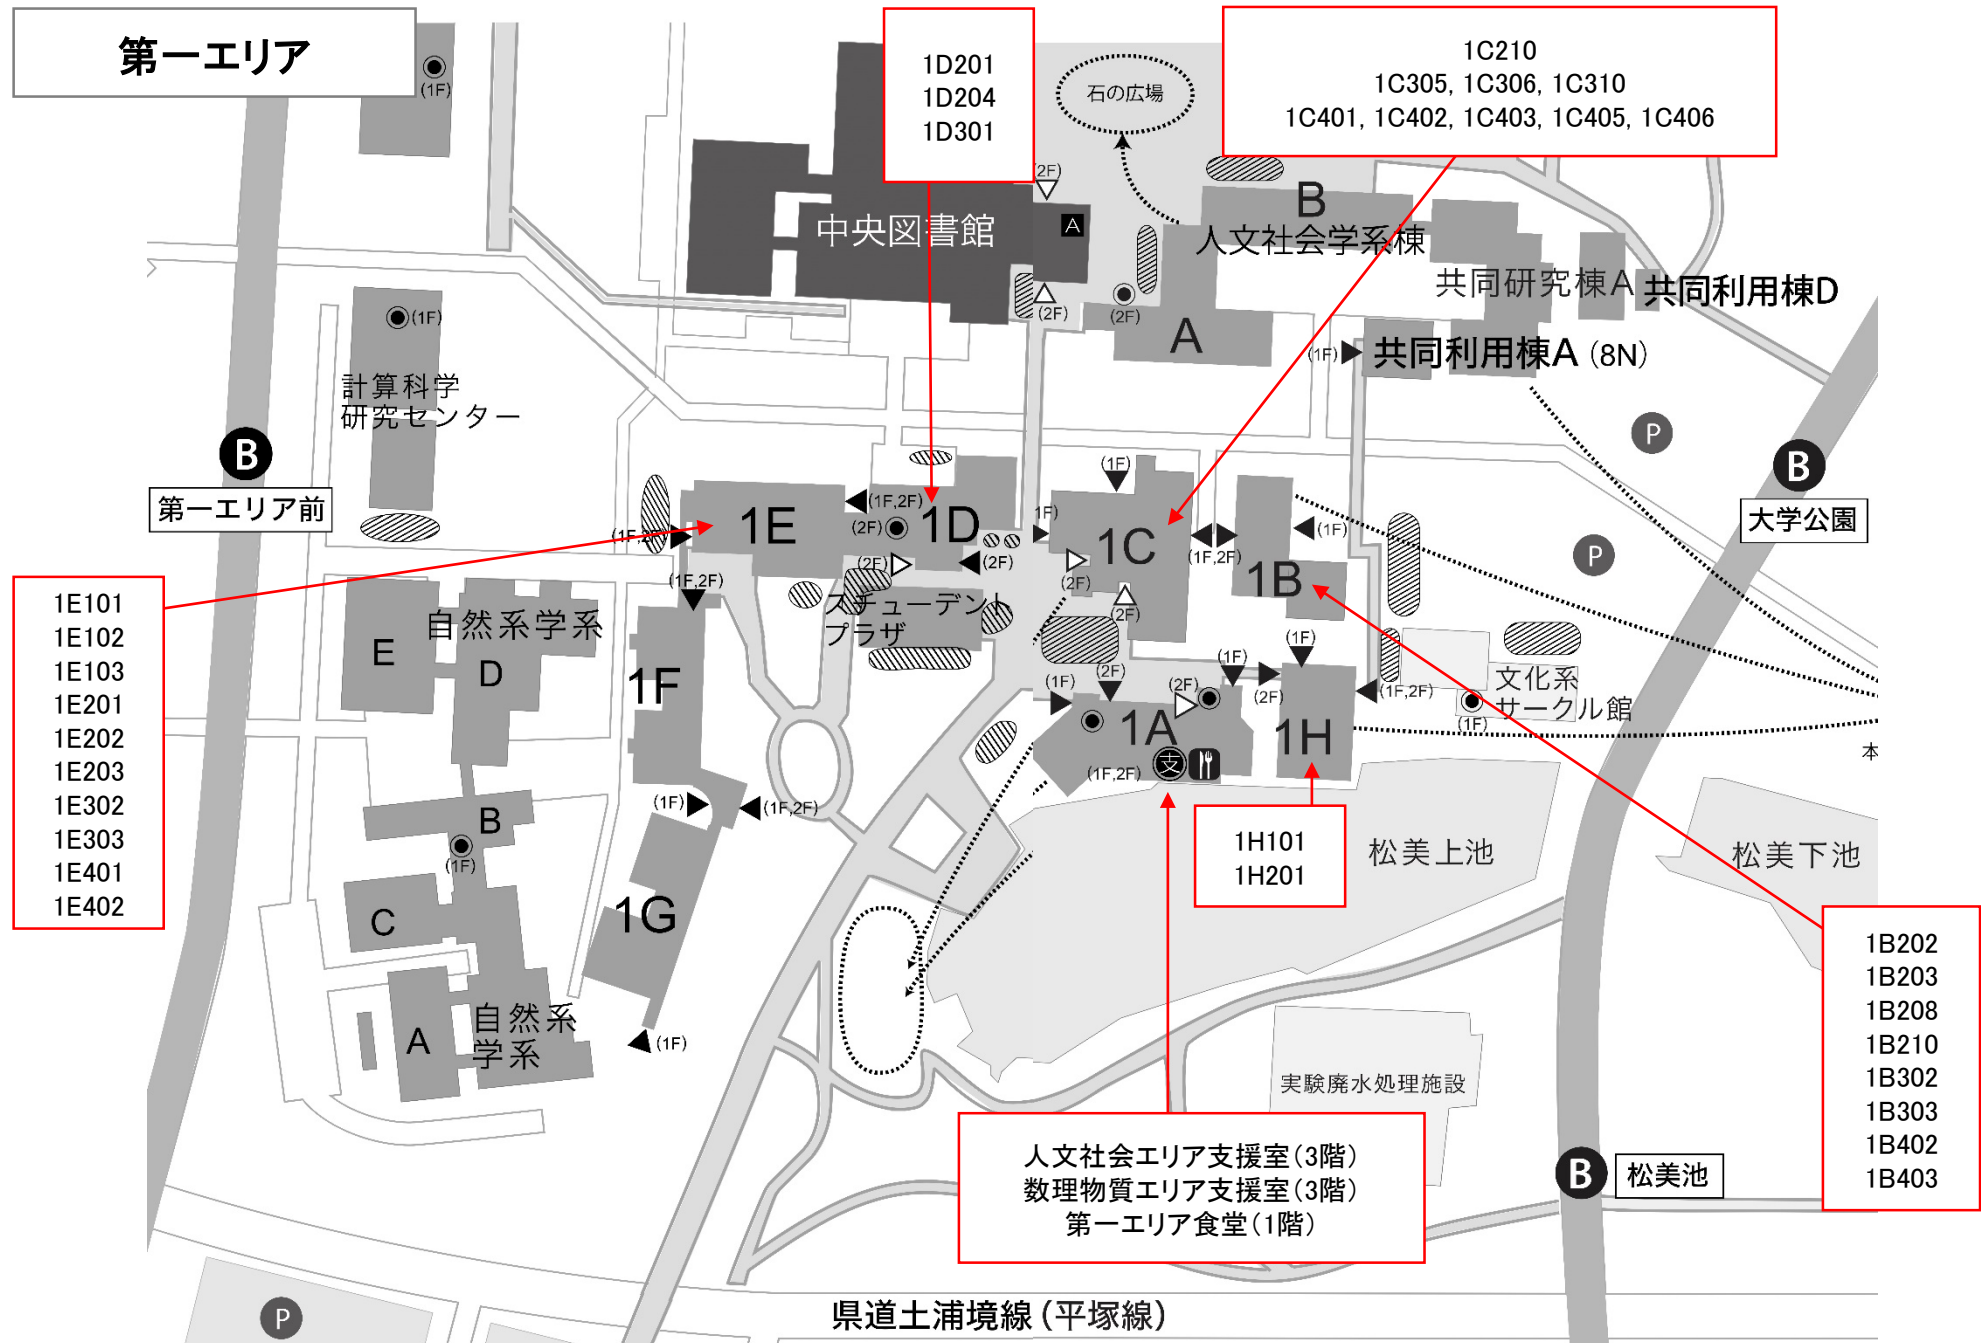 第一エリア
(1F)
1D201
1D204
1D301
1C210
1C305, 1C306, 1C310
1C401, 1C402, 1C403, 1C405, 1C406
石の広場
(2F)
A
中央図書館
B
人文社会学系棟
共同研究棟A
共同利用棟D
(2F)
(2F)
A
(1F)
共同利用棟A (8N)
(1F)
計算科学
研究センター
B
第一エリア前
P
B
大学公園
P
(1F,2F)
1E
(1F,2F)
(2F)
1D
(2F)
(2F)
(1F)
1F)
1C
(2F)
(2F)
(1F,2F)
1B
(1F)
(1F,2F)
スチューデント
プラザ
1E101
1E102
1E103
1E201
1E202
1E203
1E302
1E303
1E401
1E402
自然系学系
E
D
1F
(1F)
(2F)
(1F)
(2F)
(1F)
(2F)
(1F,2F)
1A
(1F,2F)
支
1H
文化系
サークル館
(1F)
本
B
(1F)
C
(1F)
(1F,2F)
1G
(1F)
A
自然系
学系
1H101
1H201
松美上池
松美下池
1B202
1B203
1B208
1B210
1B302
1B303
1B402
1B403
実験廃水処理施設
人文社会エリア支援室(3階)
数理物質エリア支援室(3階)
第一エリア食堂(1階)
B
松美池
P
県道土浦境線 (平塚線)